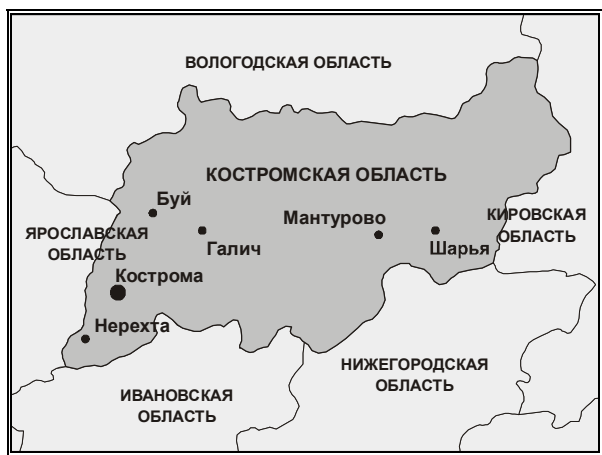 ВОЛОГОДСКАЯ ОБЛАСТЬ
КОСТРОМСКАЯ ОБЛАСТЬ
Буй
Мантурово
КИРОВСКАЯ
ОБЛАСТЬ
ЯРОСЛАВСКАЯ
ОБЛАСТЬ
Галич
Шарья
Кострома
Нерехта
НИЖЕГОРОДСКАЯ
ОБЛАСТЬ
ИВАНОВСКАЯ
ОБЛАСТЬ